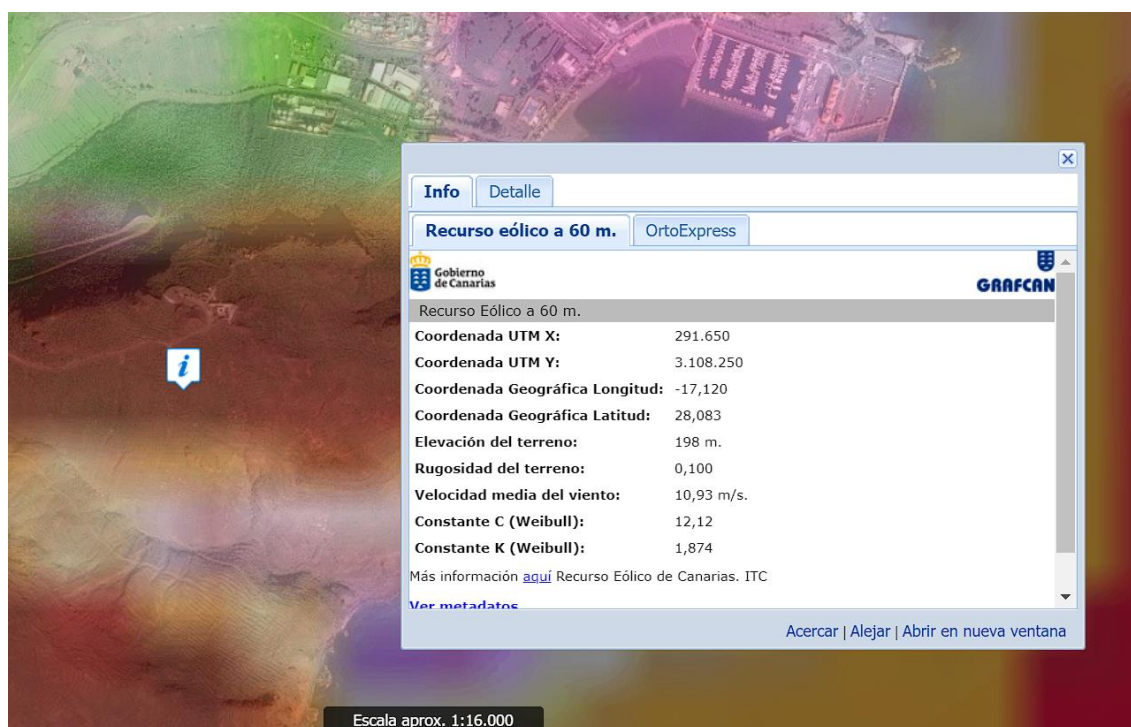 Info Detalle
Recurso eólico a 60 m. OrtoExpress
Gobierno
de Canarias
GRAFCAN
Recurso Eólico a 60 m.
Coordenada UTM X: 291.650
Coordenada UTM Y: 3.108.250
Coordenada Geográfica Longitud: -17,120
Coordenada Geográfica Latitud: 28,083
Elevación del terreno: 198 m.
Rugosidad del terreno: 0,100
Velocidad media del viento: 10,93 m/s.
Constante C (Weibull): 12,12
Constante K (Weibull): 1,874
Más información aquí Recurso Eólico de Canarias. ITC
Ver metadatos
Acercar | Alejar | Abrir en nueva ventana
Escala aprox. 1:16.000